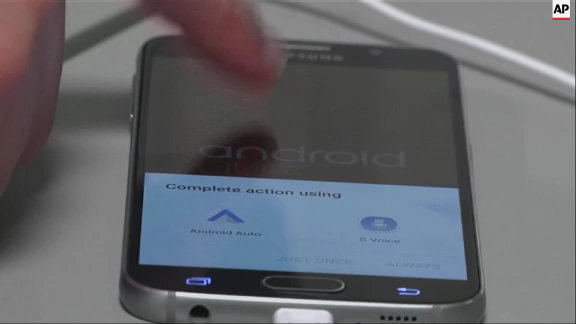 AP
SAMSUNG
android
Complete action using
Android Auto
S Voice
JUST ONCE
ALWAYS